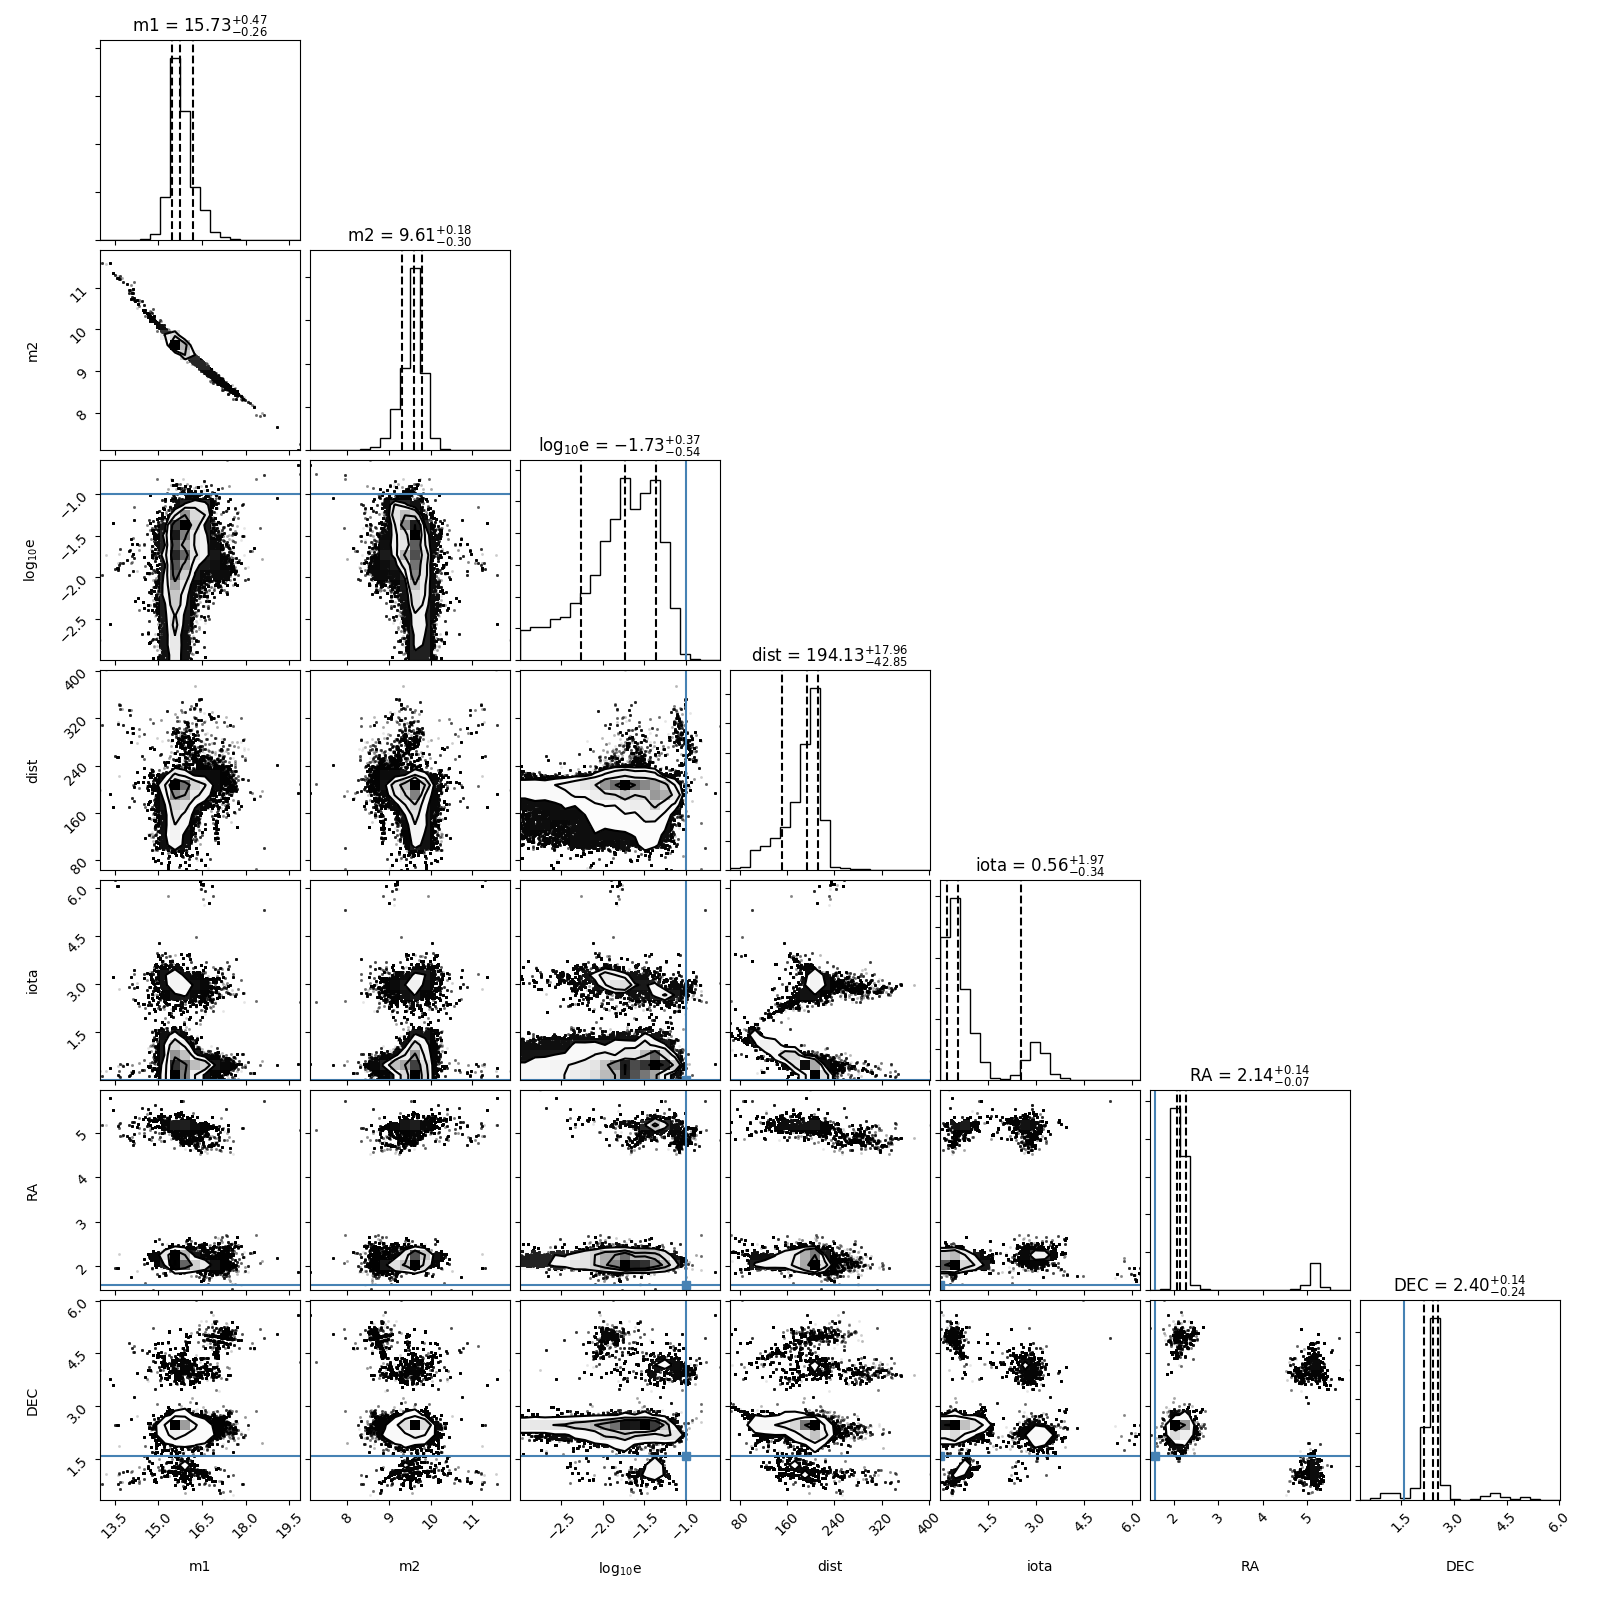 m1 = 15.73+0.47−0.26
m2 = 9.61+0.18−0.30
log10e = −1.73+0.37−0.54
dist = 194.13+17.96−42.85
iota = 0.56+1.97−0.34
RA = 2.14+0.14−0.07
DEC = 2.40+0.14−0.24
m2
11
10
9
8
log10e
−1.0
−1.5
−2.0
−2.5
dist
400
320
240
160
80
iota
6.0
4.5
3.0
1.5
RA
5
4
3
2
DEC
6.0
4.5
3.0
1.5
13.5 15.0 16.5 18.0 19.5
8 9 10 11
−2.5 −2.0 −1.5 −1.0
80 160 240 320 400
1.5 3.0 4.5 6.0
2 3 4 5
1.5 3.0 4.5 6.0
m1 m2 log10e dist iota RA DEC